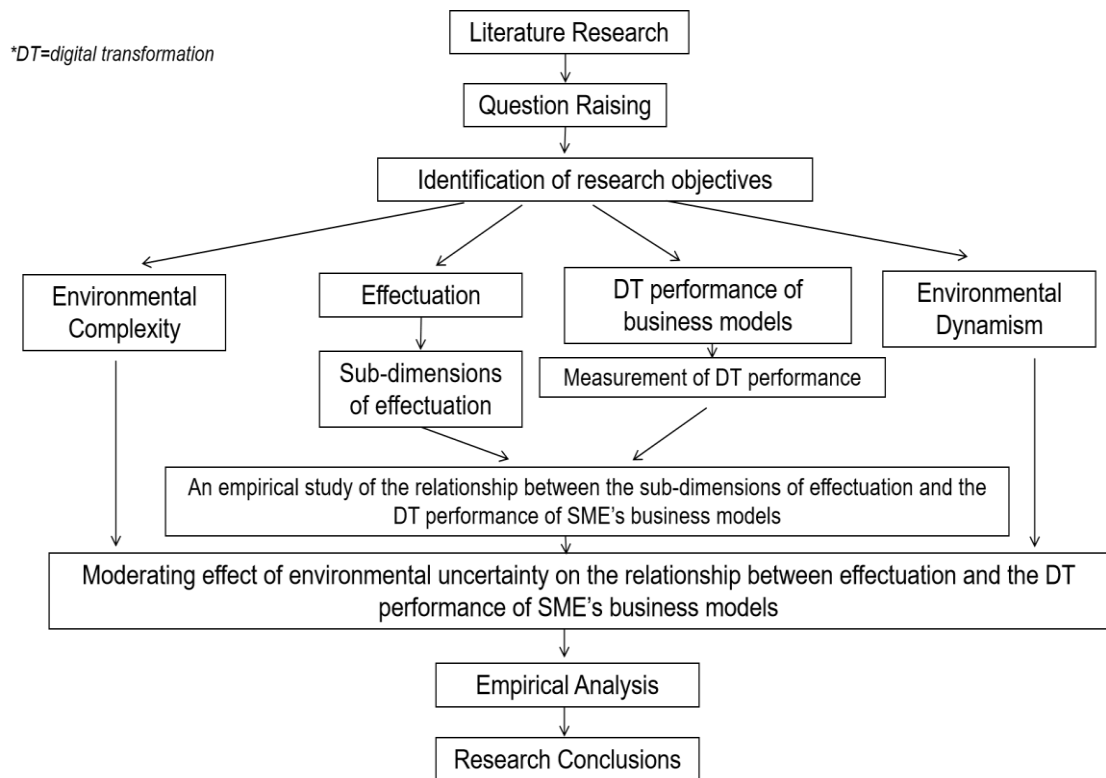 Literature Research
*DT=digital transformation
Question Raising
Identification of research objectives
Environmental
Complexity
Effectuation
DT performance of
business models
Environmental
Dynamism
Sub-dimensions
of effectuation
Measurement of DT performance
An empirical study of the relationship between the sub-dimensions of effectuation and the
DT performance of SME's business models
Moderating effect of environmental uncertainty on the relationship between effectuation and the DT
performance of SME's business models
Empirical Analysis
Research Conclusions